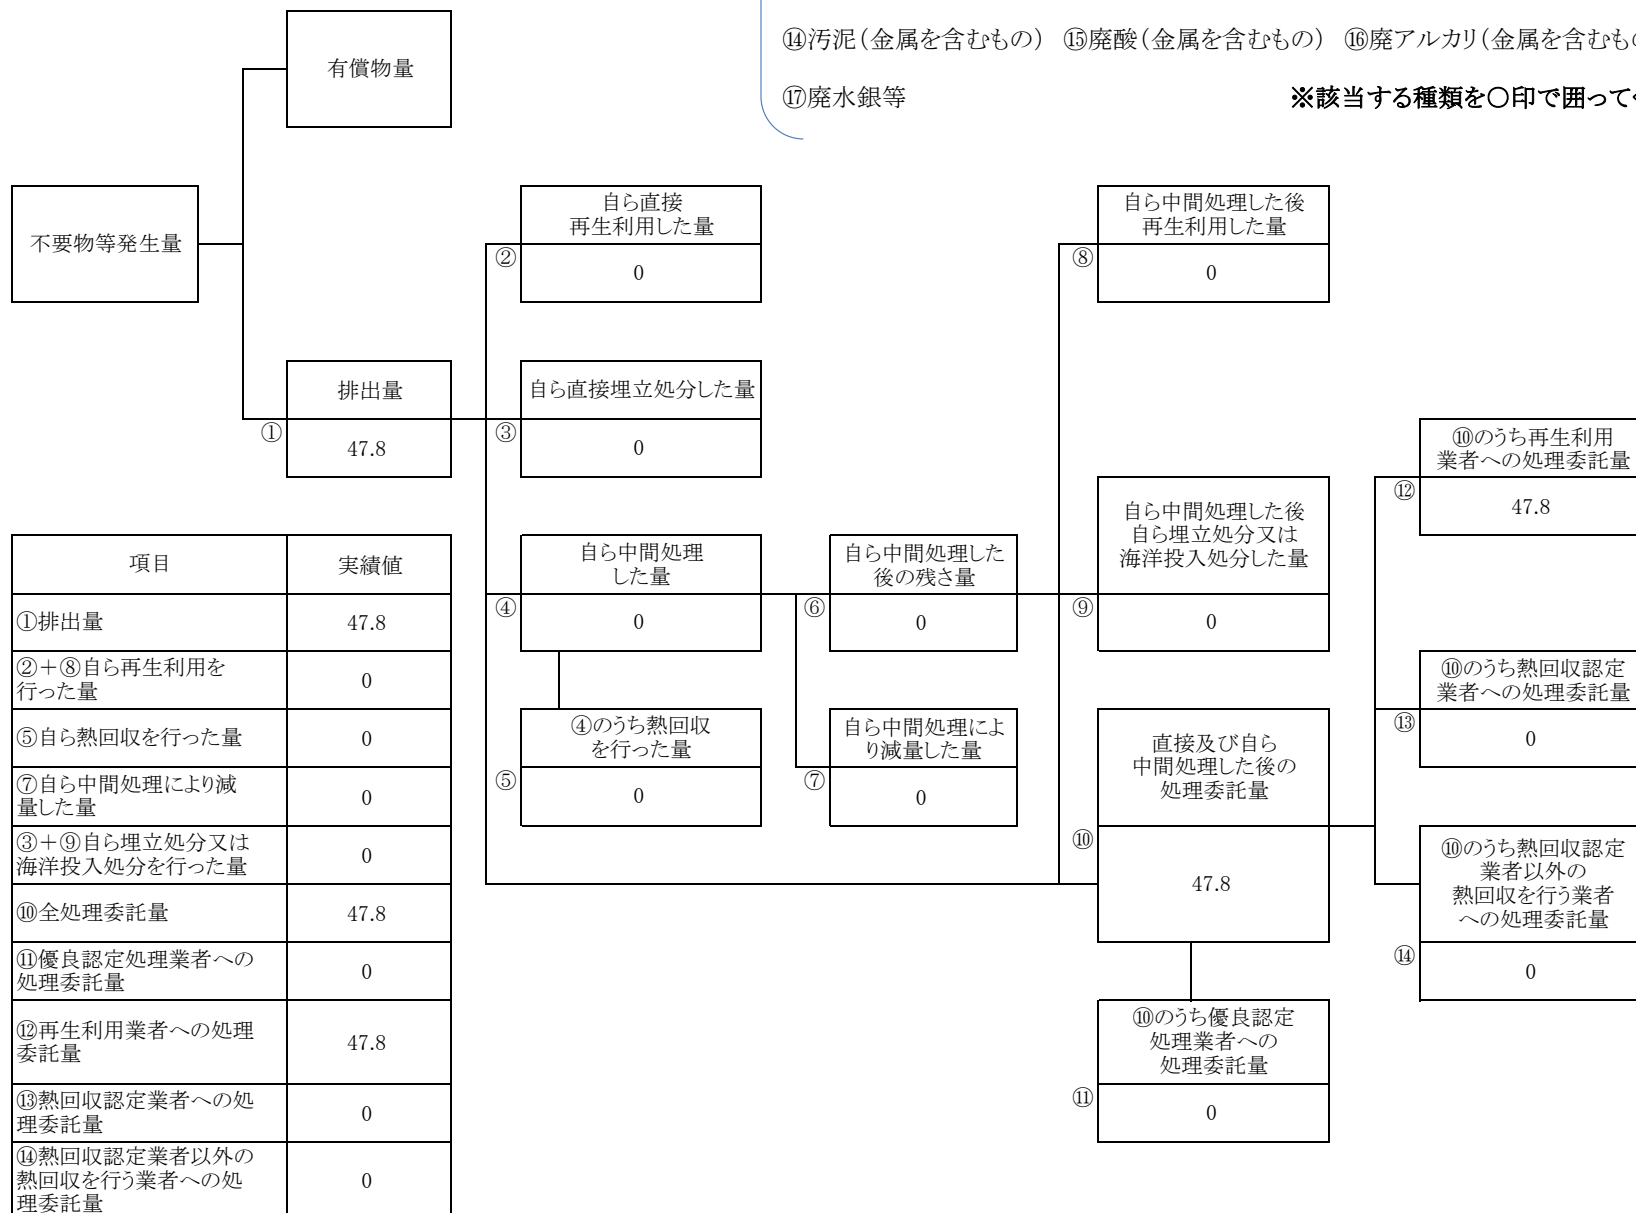 ⑭汚泥(金属を含むもの) ⑮廃酸(金属を含むもの) ⑯廃アルカリ(金属を含むも
⑰廃水銀等 ※該当する種類を○印で囲って
有償物量
不要物等発生量
自ら直接
再生利用した量
②
0
自ら中間処理した後
再生利用した量
⑧
0
排出量
①
47.8
自ら直接埋立処分した量
③
0
⑩のうち再生利用
業者への処理委託量
⑫
47.8
自ら中間処理
した量
④
0
自ら中間処理した
後の残さ量
⑥
0
自ら中間処理した後
自ら埋立処分又は
海洋投入処分した量
⑨
0
⑩のうち熱回収認定
業者への処理委託量
⑬
0
④のうち熱回収
を行った量
⑤
0
自ら中間処理によ
り減量した量
⑦
0
直接及び自ら
中間処理した後の
処理委託量
⑩
47.8
⑩のうち熱回収認定
業者以外の
熱回収を行う業者
への処理委託量
⑭
0
⑩のうち優良認定
処理業者への
処理委託量
⑪
0
項目 実績値
①排出量 47.8
②+⑧自ら再生利用を
行った量 0
⑤自ら熱回収を行った量 0
⑦自ら中間処理により減
量した量 0
③+⑨自ら埋立処分又は
海洋投入処分を行った量 0
⑩全処理委託量 47.8
⑪優良認定処理業者への
処理委託量 0
⑫再生利用業者への処理
委託量 47.8
⑬熱回収認定業者への処
理委託量 0
⑭熱回収認定業者以外の
熱回収を行う業者への処
理委託量 0